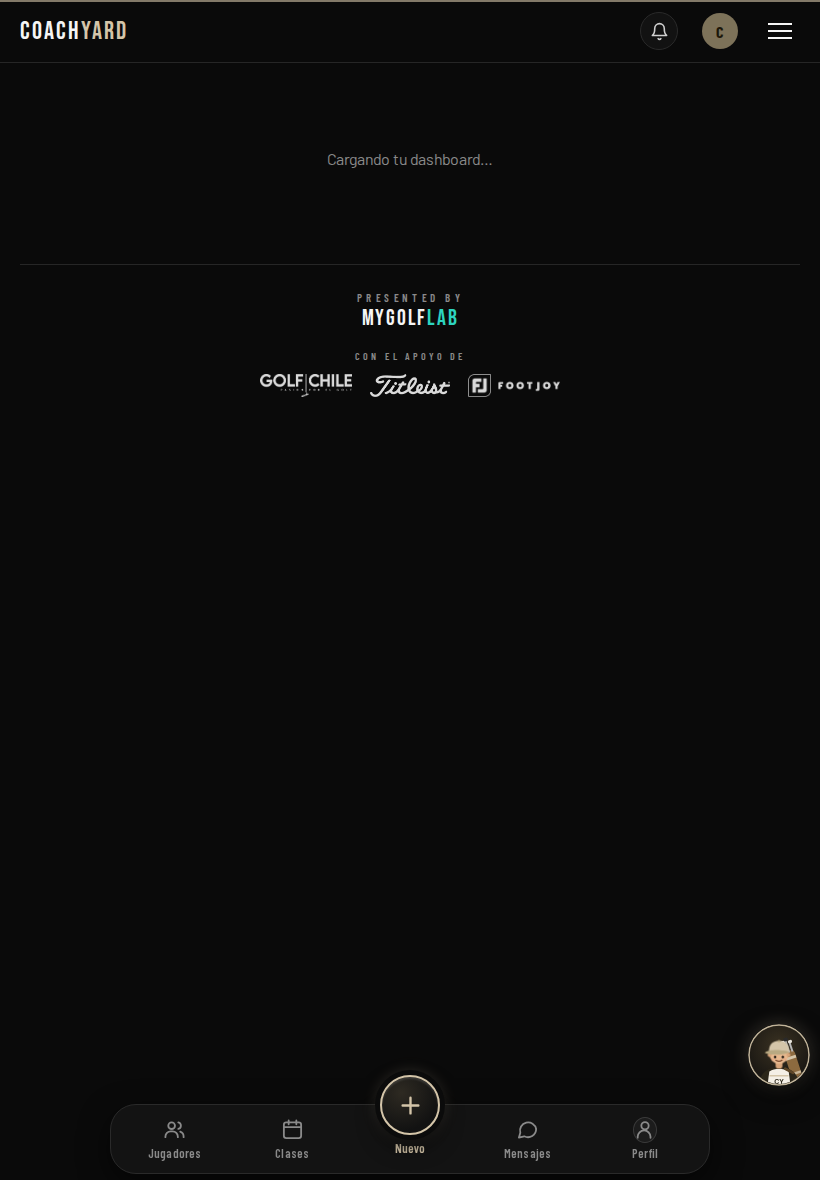 COACHYARD
C
Cargando tu dashboard...
PRESENTED BY
MYGOLFLAB
CON EL APOYO DE
GOLF CHILE
Titleist
FJ FOOTJOY
CY
Nuevo
Jugadores
Clases
Mensajes
Perfil